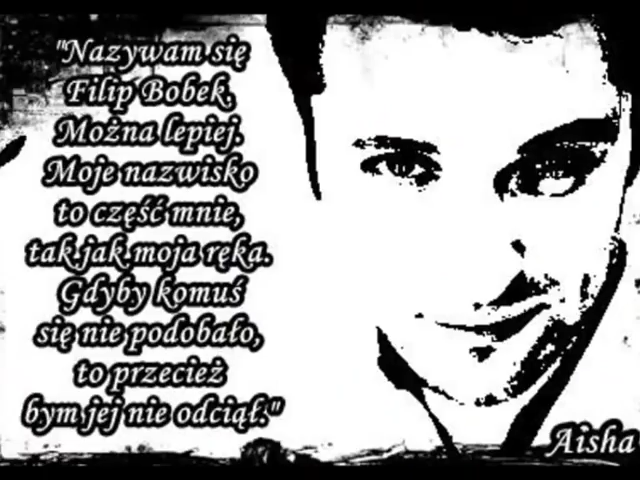 "Nazywam się
Filip Bobek.
Można lepiej.
Moje nazwisko
to część mnie,
tak jak moja ręka.
Gdyby komuś
się nie podobało,
to przecież
bym jej nie odciął."
Aisha